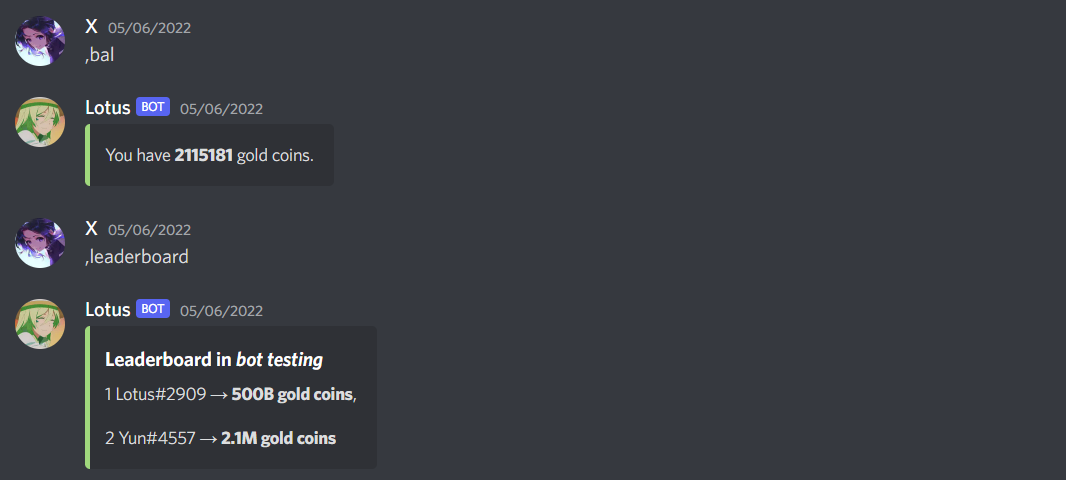 X 05/06/2022
,bal
Lotus BOT 05/06/2022
You have 2115181 gold coins.
X 05/06/2022
,leaderboard
Lotus BOT 05/06/2022
Leaderboard in bot testing
1 Lotus#2909 → 500B gold coins,
2 Yun#4557 → 2.1M gold coins